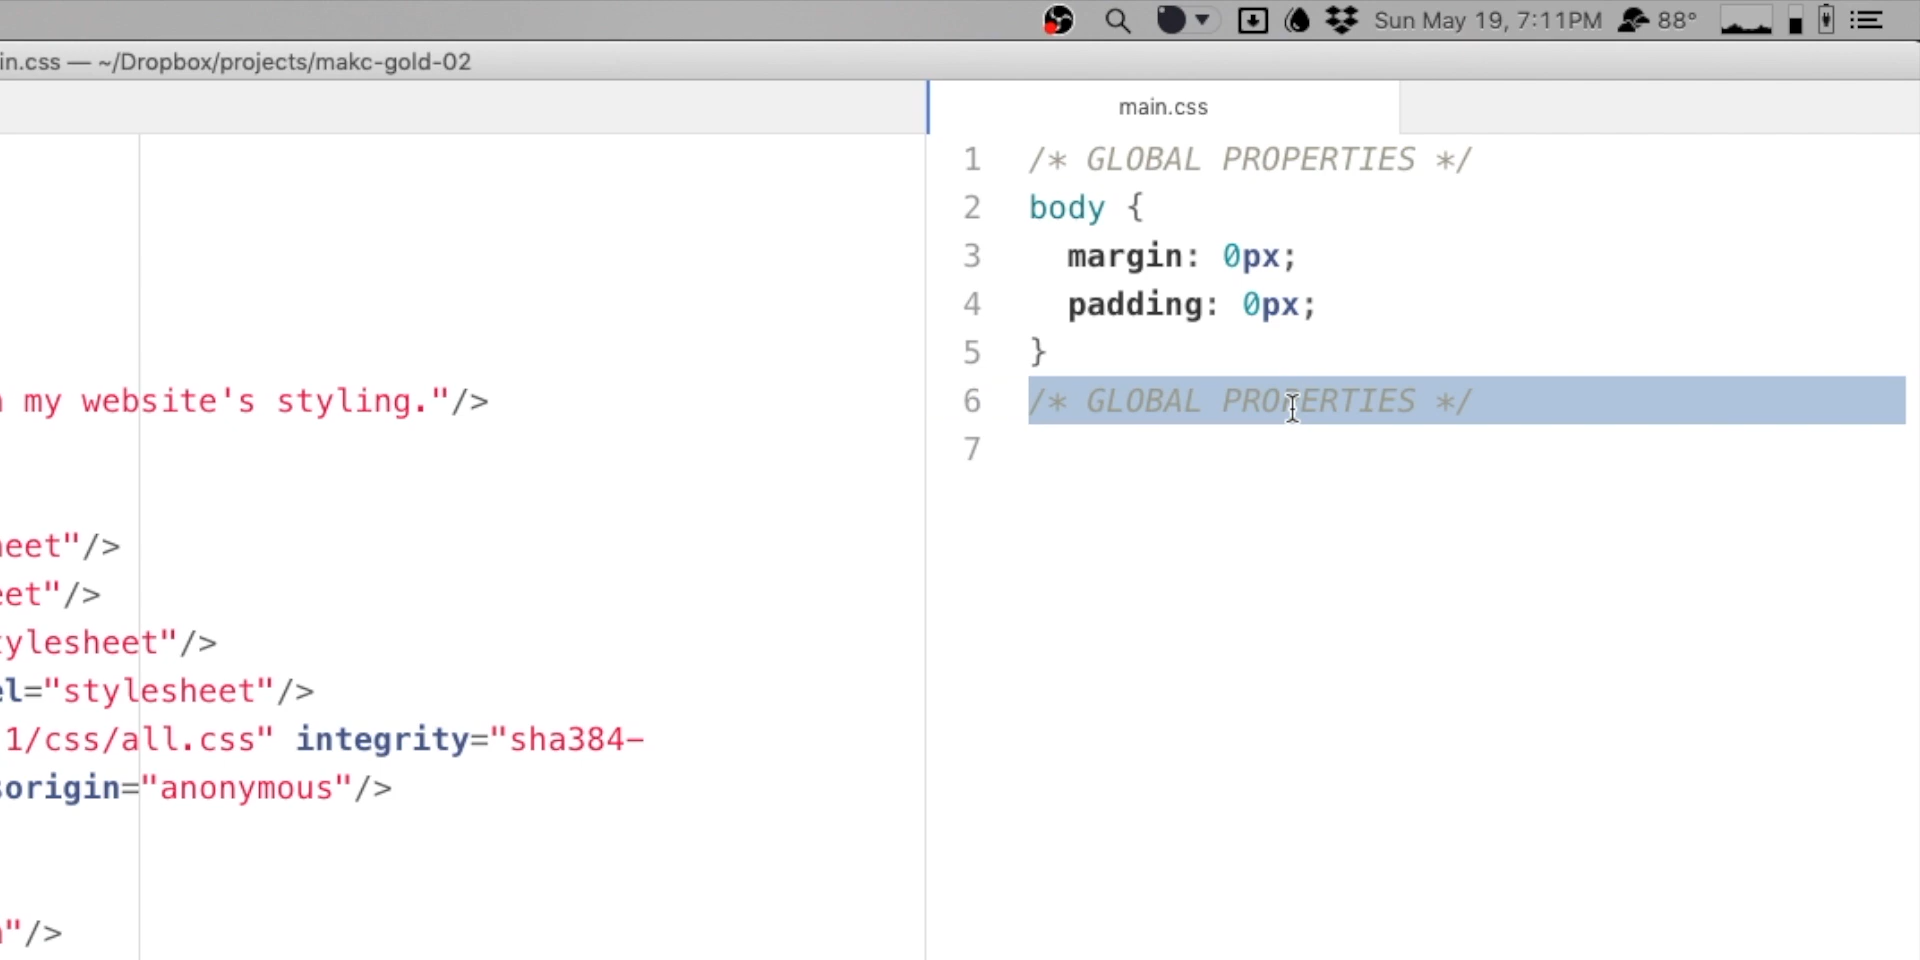 Sun May 19, 7:11PM 88°
in.css — ~/Dropbox/projects/makc-gold-02
main.css
1 /* GLOBAL PROPERTIES */
2 body {
3 margin: 0px;
4 padding: 0px;
5 }
6 /* GLOBAL PROPERTIES */
7
my website's styling."/>
eet"/>
et"/>
ylesheet"/>
el="stylesheet"/>
1/css/all.css" integrity="sha384-
sorigin="anonymous"/>
"/>